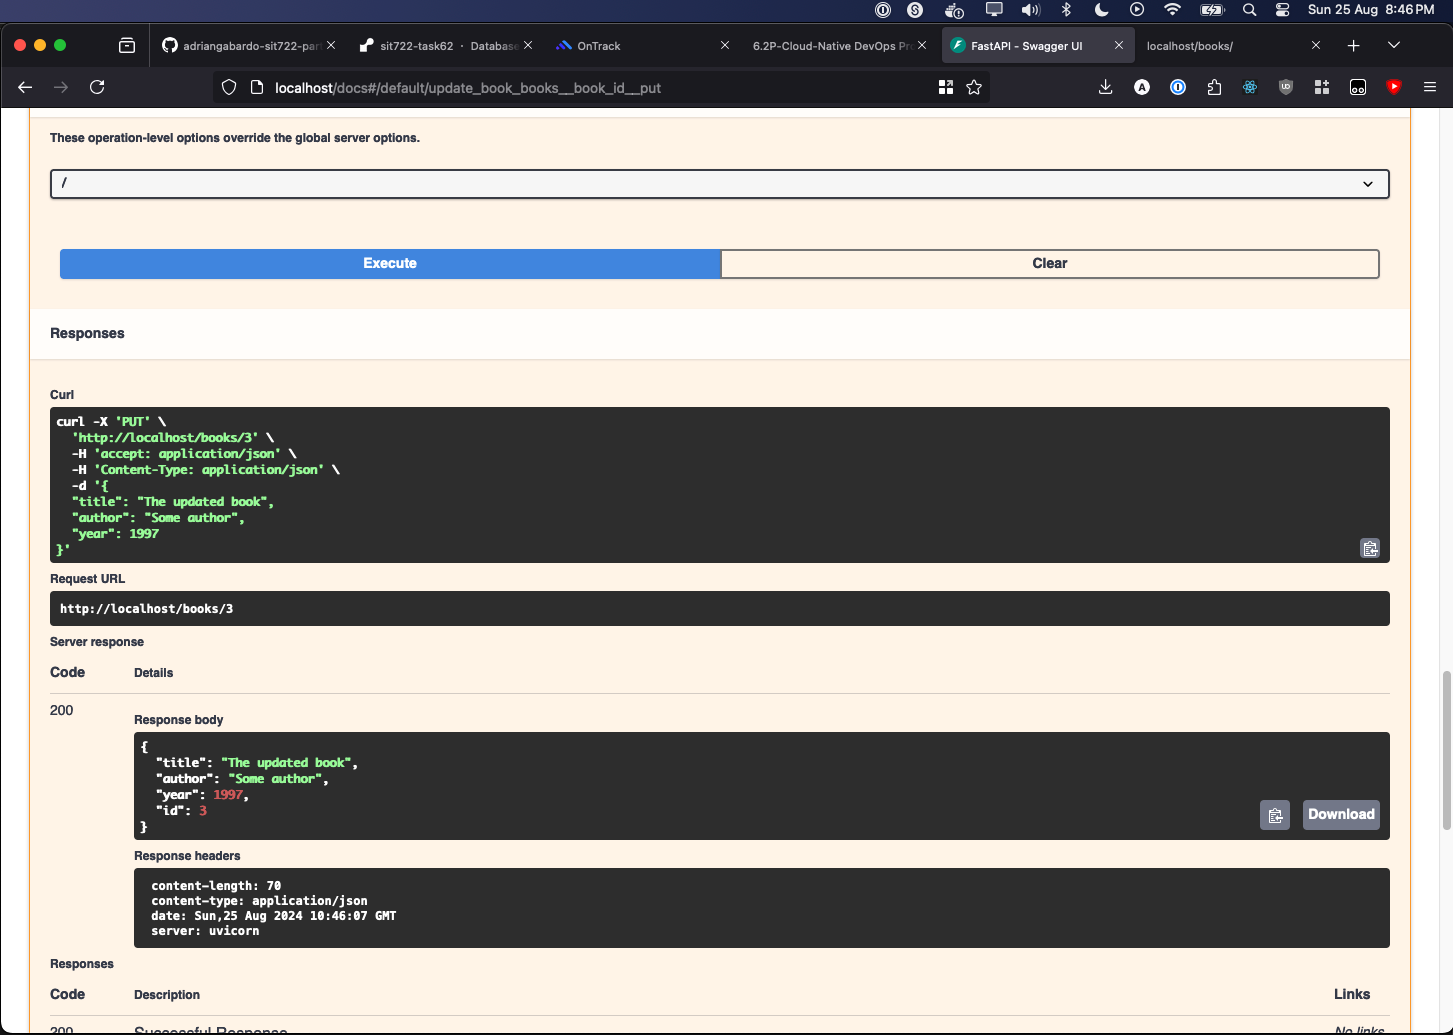 Sun 25 Aug 8:46 PM
adriangabardo-sit722-par
sit722-task62 · Database
OnTrack
6.2P-Cloud-Native DevOps Pr
FastAPI - Swagger UI
localhost/books/
localhost/docs#/default/update_book_books__book_id__put
These operation-level options override the global server options.
/
Execute
Clear
Responses
Curl
curl -X 'PUT' \
'http://localhost/books/3' \
-H 'accept: application/json' \
-H 'Content-Type: application/json' \
-d '{
"title": "The updated book",
"author": "Some author",
"year": 1997
}'
Request URL
http://localhost/books/3
Server response
Code Details
200
Response body
{
"title": "The updated book",
"author": "Some author",
"year": 1997,
"id": 3
}
Download
Response headers
content-length: 70
content-type: application/json
date: Sun,25 Aug 2024 10:46:07 GMT
server: uvicorn
Responses
Code Description Links
200 Successful Response No links